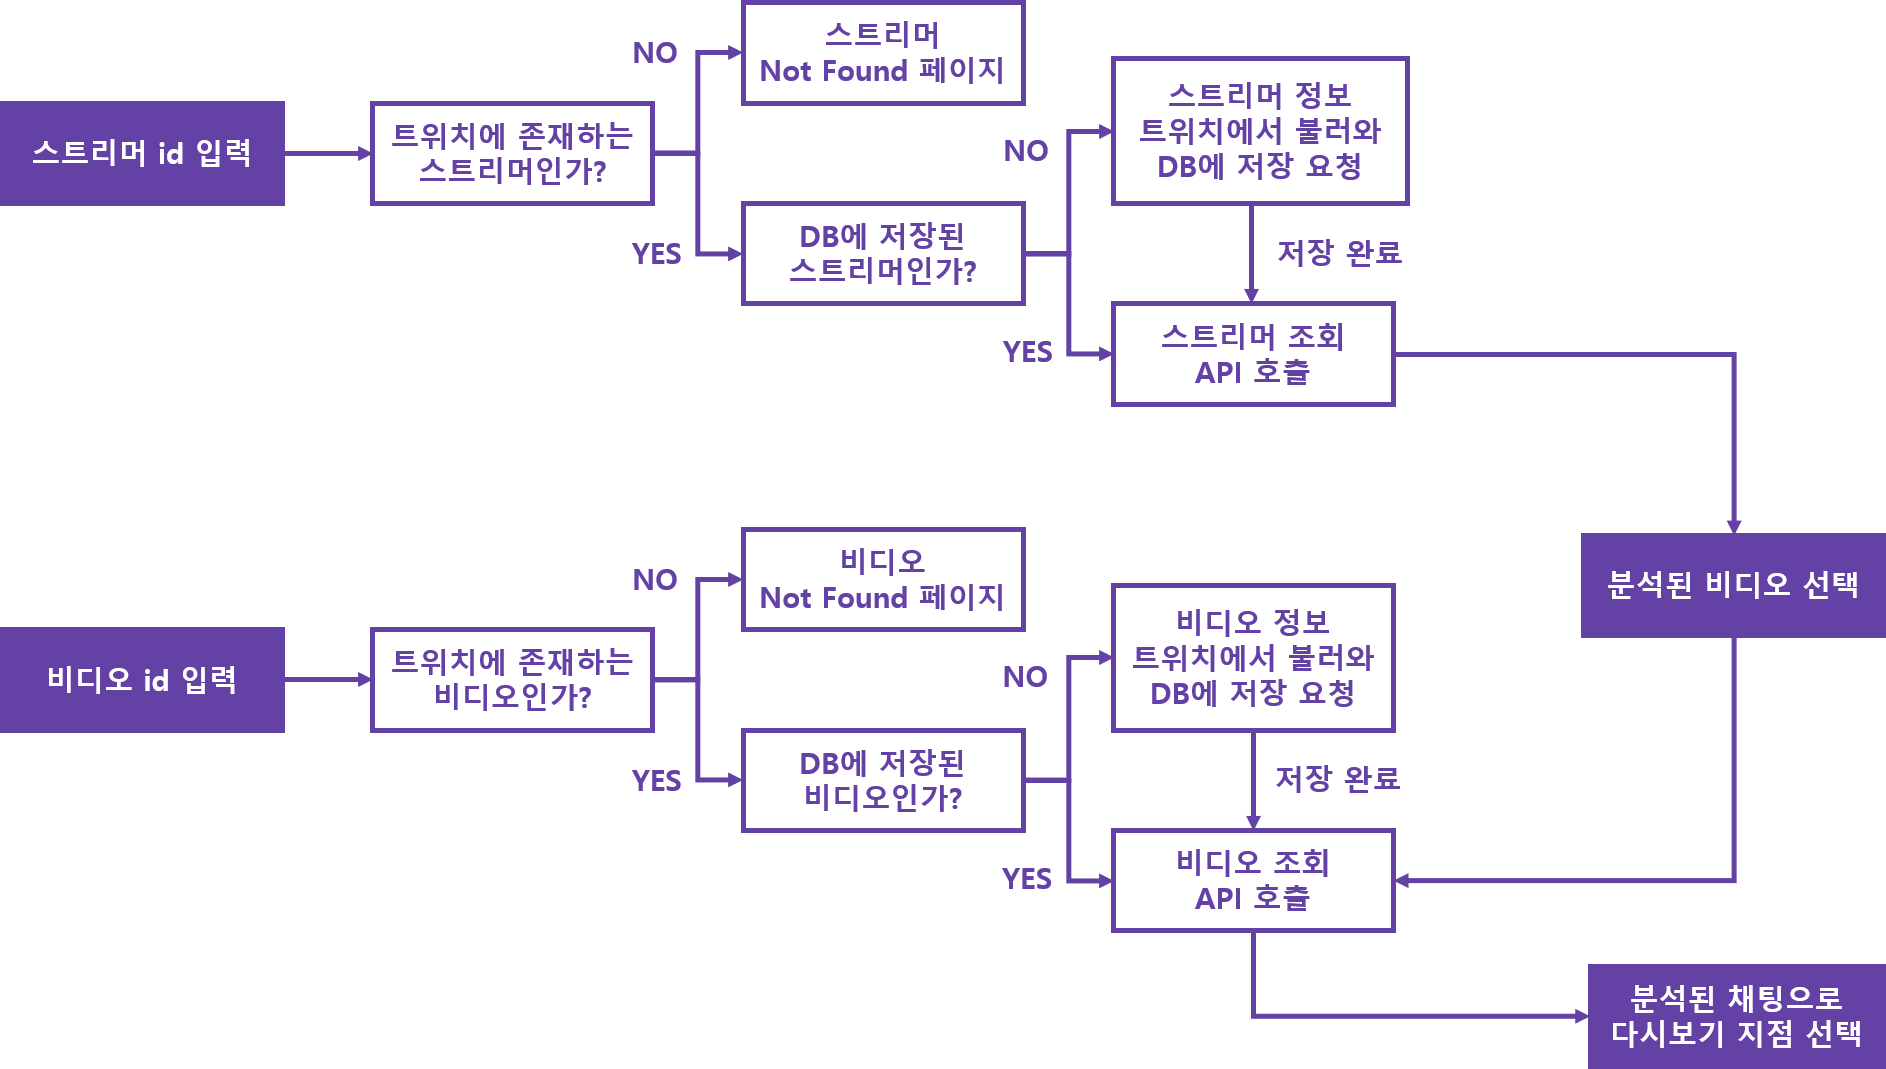 스트리머 id 입력
트위치에 존재하는
스트리머인가?
NO
스트리머
Not Found 페이지
YES
DB에 저장된
스트리머인가?
NO
스트리머 정보
트위치에서 불러와
DB에 저장 요청
저장 완료
YES
스트리머 조회
API 호출
분석된 비디오 선택
비디오 id 입력
트위치에 존재하는
비디오인가?
NO
비디오
Not Found 페이지
YES
DB에 저장된
비디오인가?
NO
비디오 정보
트위치에서 불러와
DB에 저장 요청
저장 완료
YES
비디오 조회
API 호출
분석된 채팅으로
다시보기 지점 선택